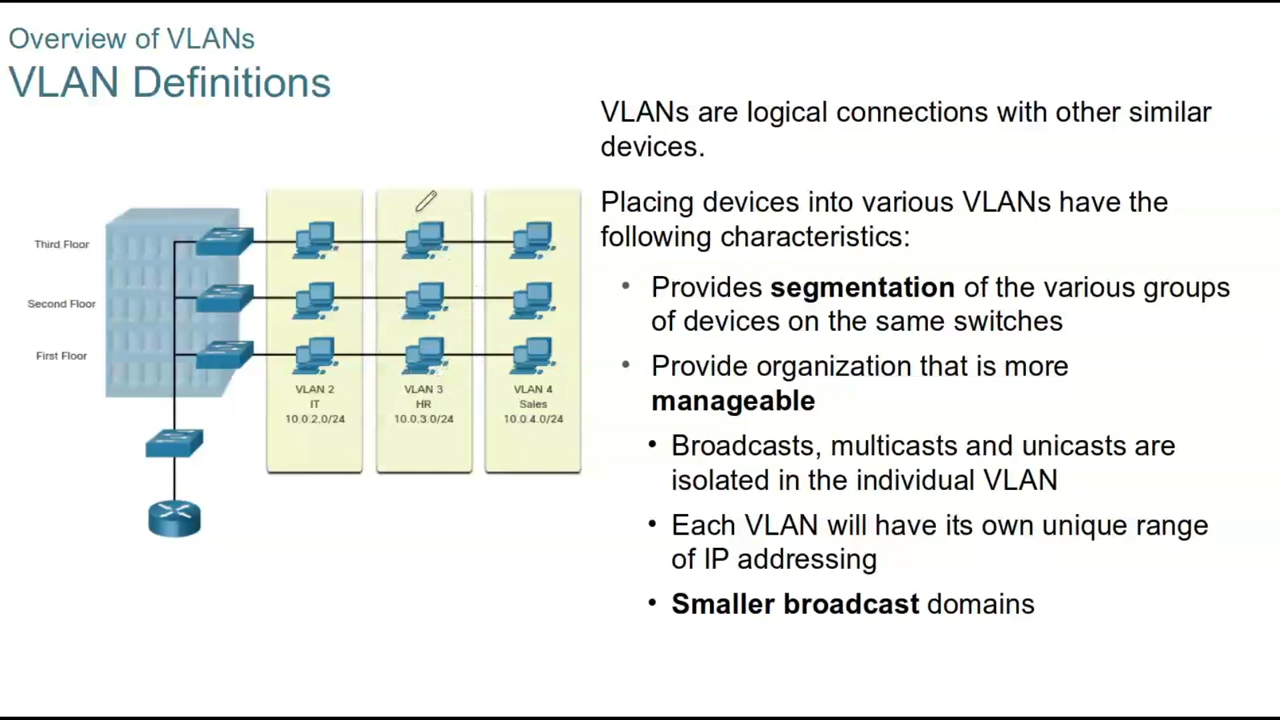 Overview of VLANs
VLAN Definitions
VLANs are logical connections with other similar
devices.
Placing devices into various VLANs have the
following characteristics:
• Provides segmentation of the various groups
of devices on the same switches
• Provide organization that is more
manageable
• Broadcasts, multicasts and unicasts are
isolated in the individual VLAN
• Each VLAN will have its own unique range
of IP addressing
• Smaller broadcast domains
Third Floor
Second Floor
First Floor
VLAN 2
IT
10.0.2.0/24
VLAN 3
HR
10.0.3.0/24
VLAN 4
Sales
10.0.4.0/24